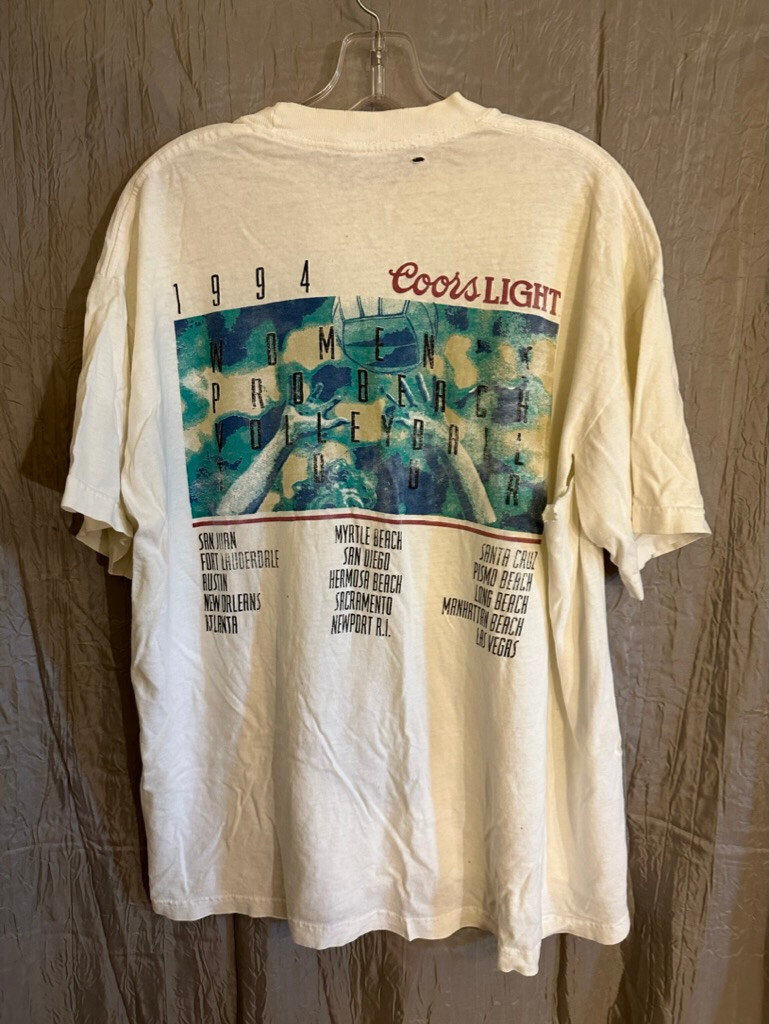 1994
Coors LIGHT
WOMEN
PRO BEACH
VOLLEYBALL
SAN JUAN
FORT LAUDERDALE
AUSTIN
NEW ORLEANS
ATLANTA
MYRTLE BEACH
SAN DIEGO
HERMOSA BEACH
SACRAMENTO
NEWPORT R.I.
SANTA CRUZ
PISMO BEACH
LONG BEACH
MANHATTAN BEACH
LAS VEGAS